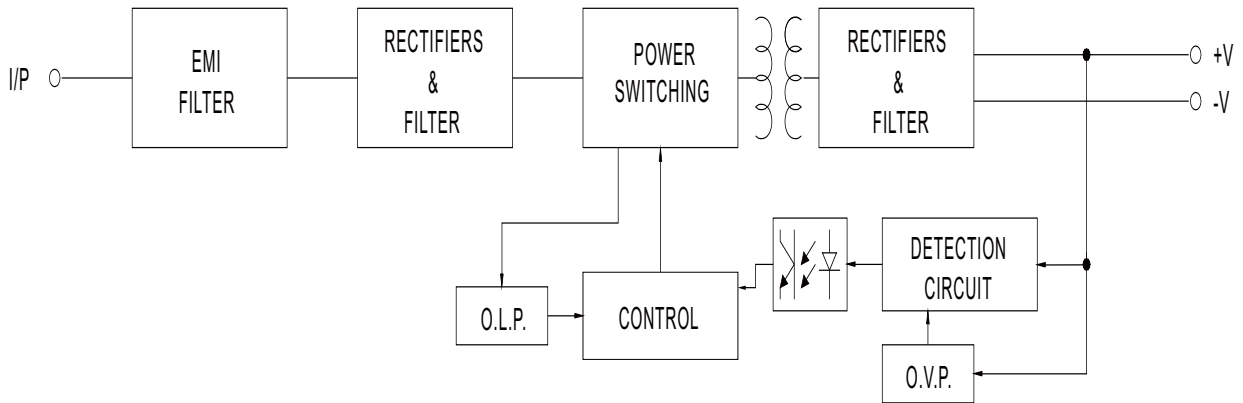 I/P
EMI
FILTER
RECTIFIERS
&
FILTER
POWER
SWITCHING
RECTIFIERS
&
FILTER
+V
-V
O.L.P.
CONTROL
DETECTION
CIRCUIT
O.V.P.